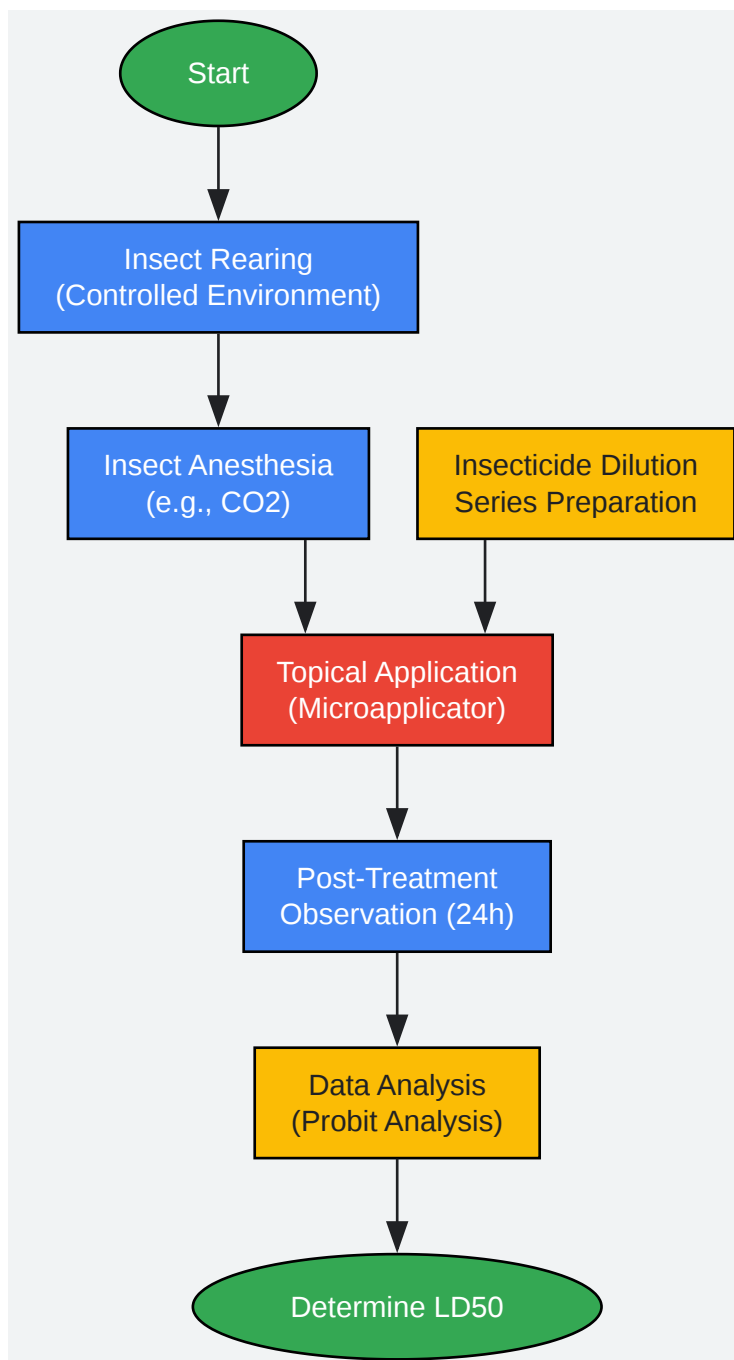 Start
Insect Rearing
(Controlled Environment)
Insect Anesthesia
(e.g., CO2)
Insecticide Dilution
Series Preparation
Topical Application
(Microapplicator)
Post-Treatment
Observation (24h)
Data Analysis
(Probit Analysis)
Determine LD50